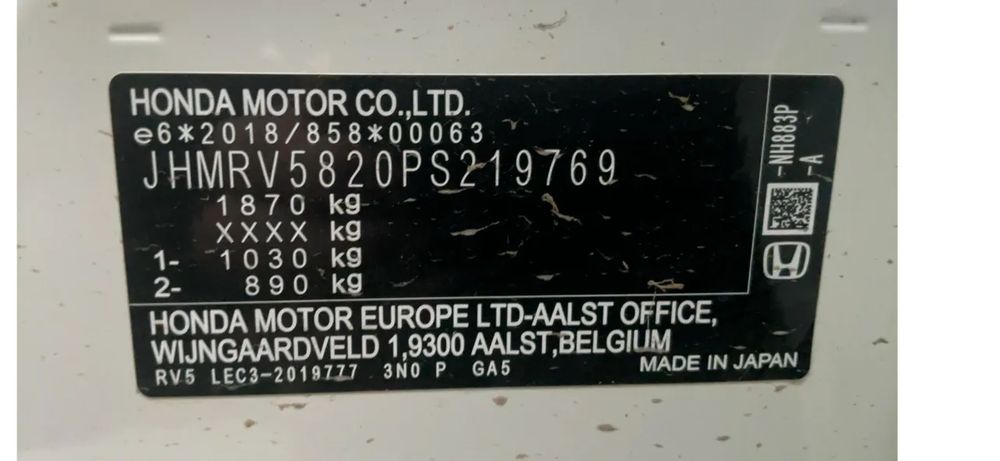 HONDA MOTOR CO.,LTD.
e6*2018/858*00063
JHMRV5820PS219769
1870 kg
XXXX kg
1- 1030 kg
2- 890 kg
-NH883P
-A
HONDA MOTOR EUROPE LTD-AALST OFFICE,
WIJNGAARDVELD 1,9300 AALST,BELGIUM
RV5 LEC3-2019777 3N0 P GA5
MADE IN JAPAN